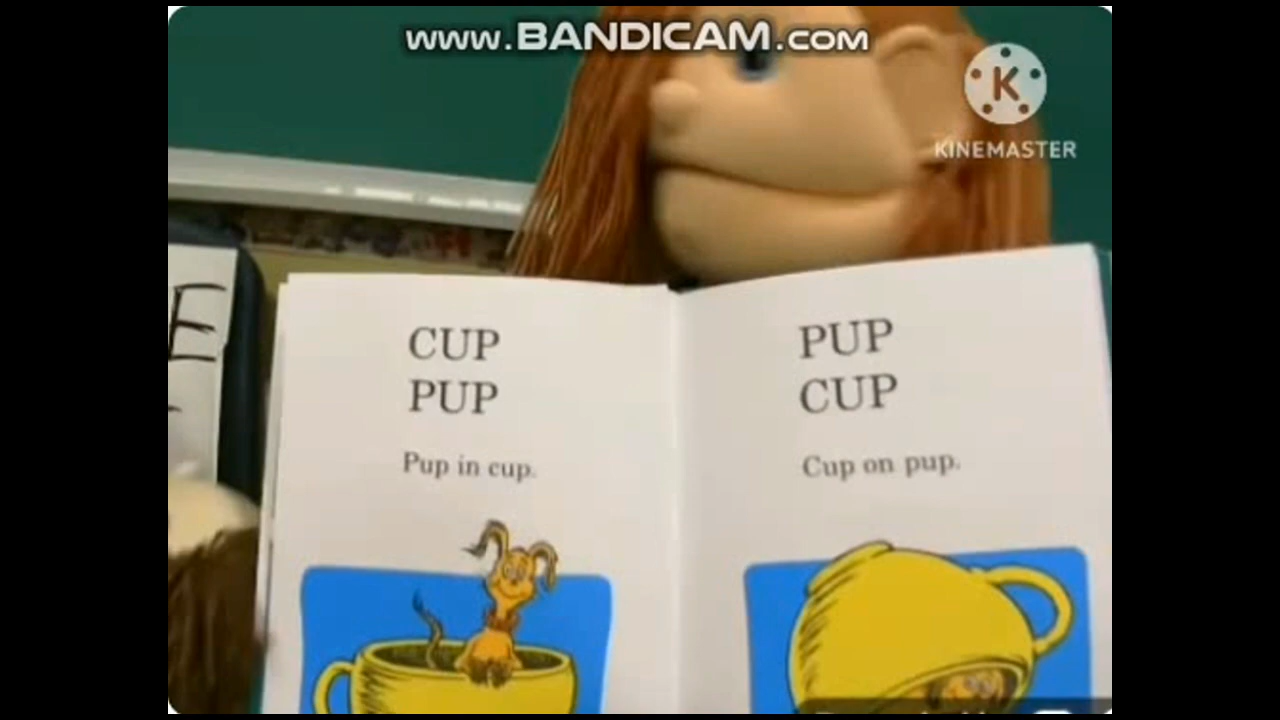 www.BANDICAM.com
K
KINEMASTER
E
CUP
PUP
Pup in cup.
PUP
CUP
Cup on pup.